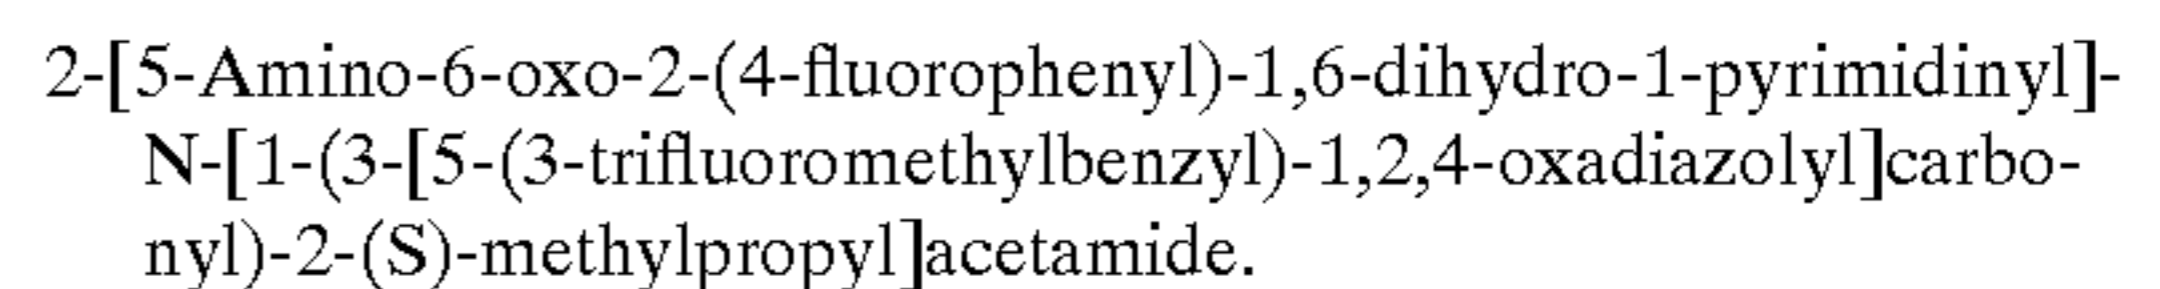 2-[5-Amino-6-oxo-2-(4-fluorophenyl)-1,6-dihydro-1-pyrimidinyl]-
N-[1-(3-[5-(3-trifluoromethylbenzyl)-1,2,4-oxadiazolyl]carbo-
nyl)-2-(S)-methylpropyl]acetamide.